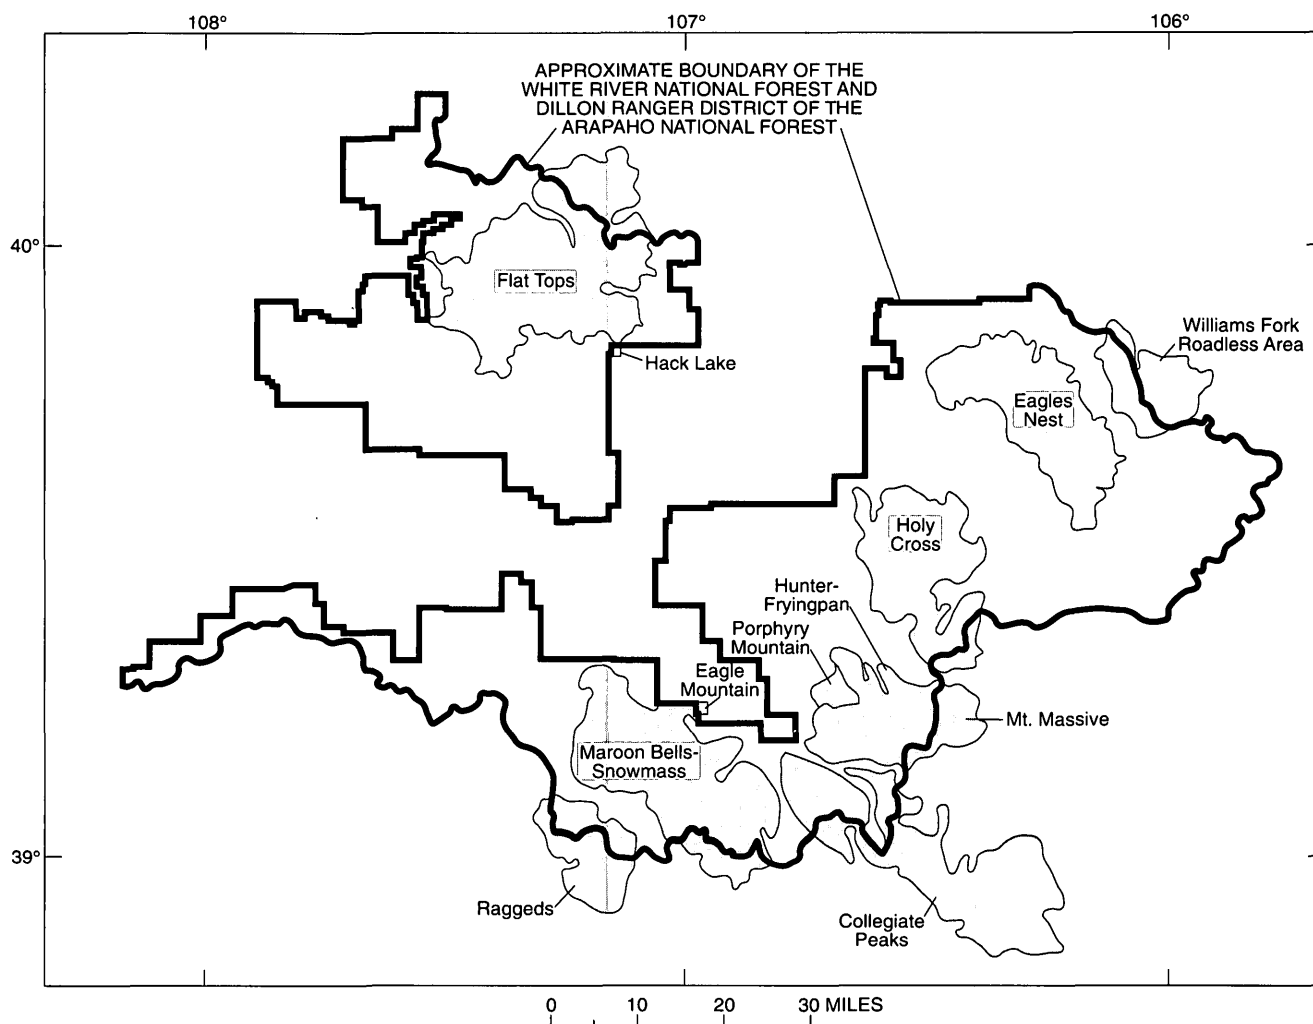 108°
107°
106°
APPROXIMATE BOUNDARY OF THE
WHITE RIVER NATIONAL FOREST AND
DILLON RANGER DISTRICT OF THE
ARAPAHO NATIONAL FOREST
40°
Flat Tops
Hack Lake
Williams Fork
Roadless Area
Eagles
Nest
Holy
Cross
Hunter-
Fryingpan
Porphyry
Mountain
Eagle
Mountain
Mt. Massive
Maroon Bells-
Snowmass
39°
Raggeds
Collegiate
Peaks
0 10 20 30 MILES